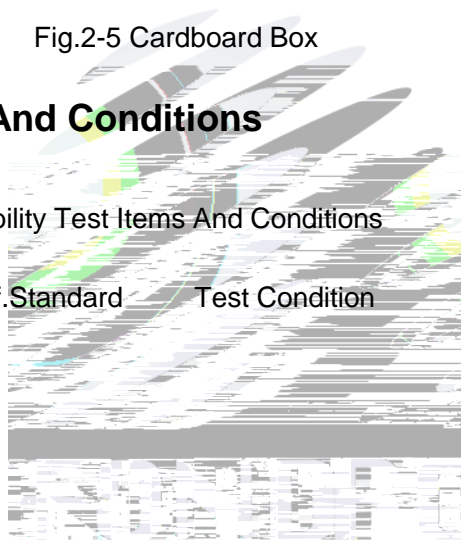 Fig.2-5 Cardboard Box
And Conditions
bility Test Items And Conditions
f.Standard Test Condition